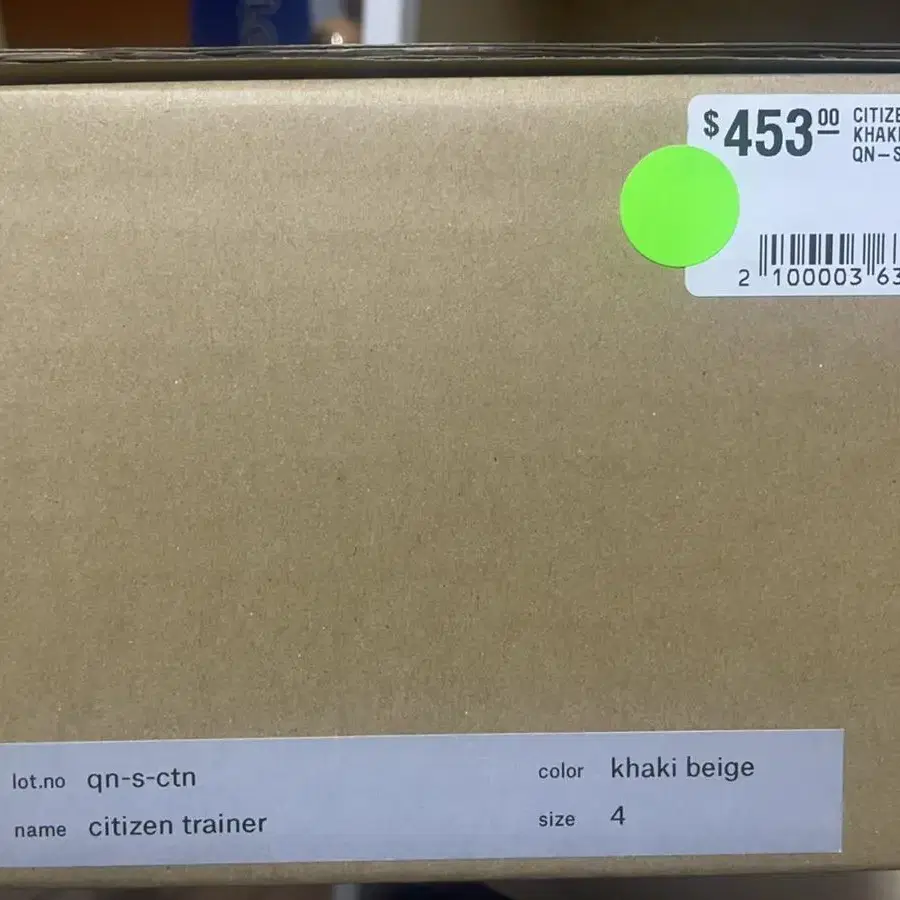 $453.00 CITIZE
KHAKI
QN-S
2 100003 63
lot.no qn-s-ctn color khaki beige
name citizen trainer size 4